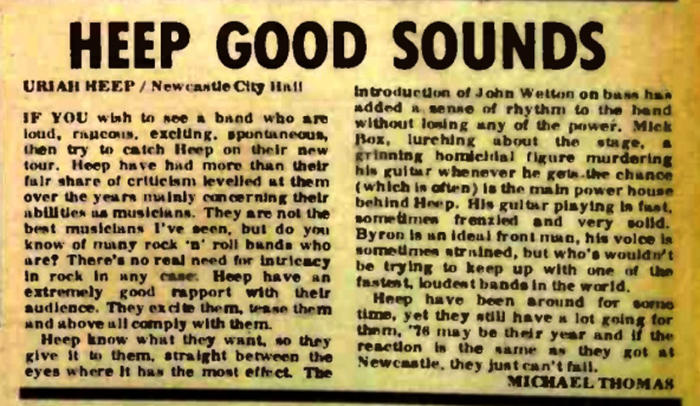 HEEP GOOD SOUNDS
URIAH HEEP / Newcastle City Hall
IF YOU wish to see a band who are
loud, raucous, exciting, spontaneous,
then try to catch Heep on their new
tour. Heep have had more than their
fair share of criticism levelled at them
over the years mainly concerning their
abilities as musicians. They are not the
best musicians I've seen, but do you
know of many rock 'n' roll bands who
are? There's no real need for intricacy
in rock in any case. Heep have an
extremely good rapport with their
audience. They excite them, tease them
and above all comply with them.
Heep know what they want, so they
give it to them, straight between the
eyes where it has the most effect. The
introduction of John Wetton on bass has
added a sense of rhythm to the band
without losing any of the power. Mick
Box, lurching about the stage, a
grinning homicidal figure murdering
his guitar whenever he gets the chance
(which is often) is the main power house
behind Heep. His guitar playing is fast,
sometimes frenzied and very solid.
Byron is an ideal front man, his voice is
sometimes strained, but who's wouldn't
be trying to keep up with one of the
fastest, loudest bands in the world.
Heep have been around for some
time, yet they still have a lot going for
them, '76 may be their year and if the
reaction is the same as they got at
Newcastle, they just can't fail.
MICHAEL THOMAS